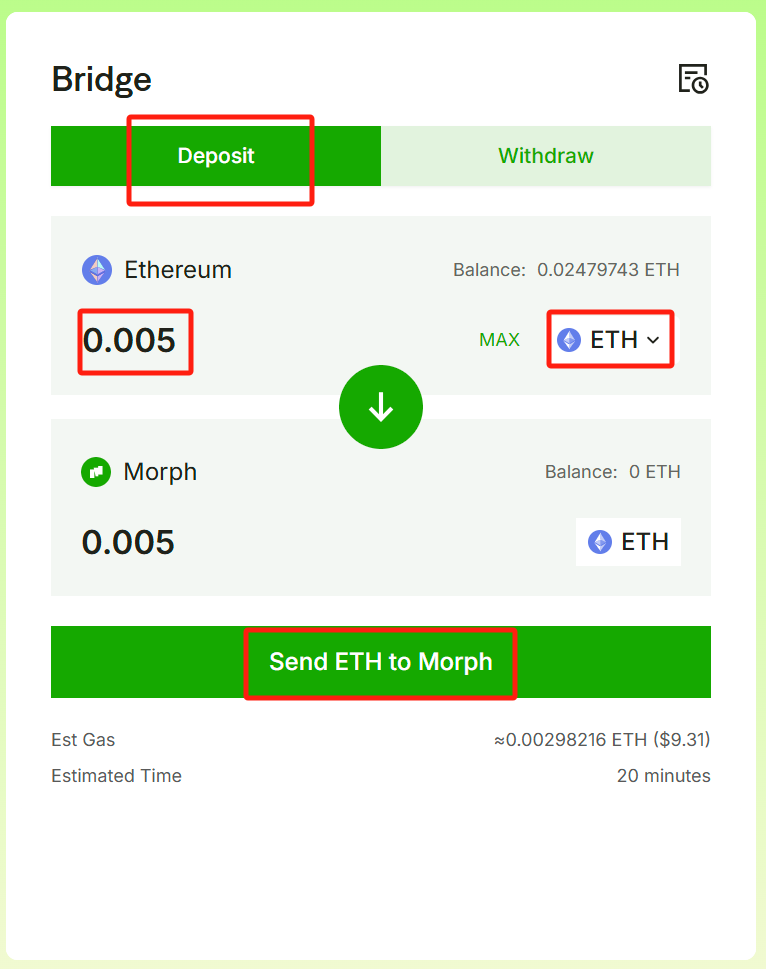 Bridge
Deposit Withdraw
Ethereum Balance: 0.02479743 ETH
0.005 MAX ETH
Morph Balance: 0 ETH
0.005 ETH
Send ETH to Morph
Est Gas ≈0.00298216 ETH ($9.31)
Estimated Time 20 minutes